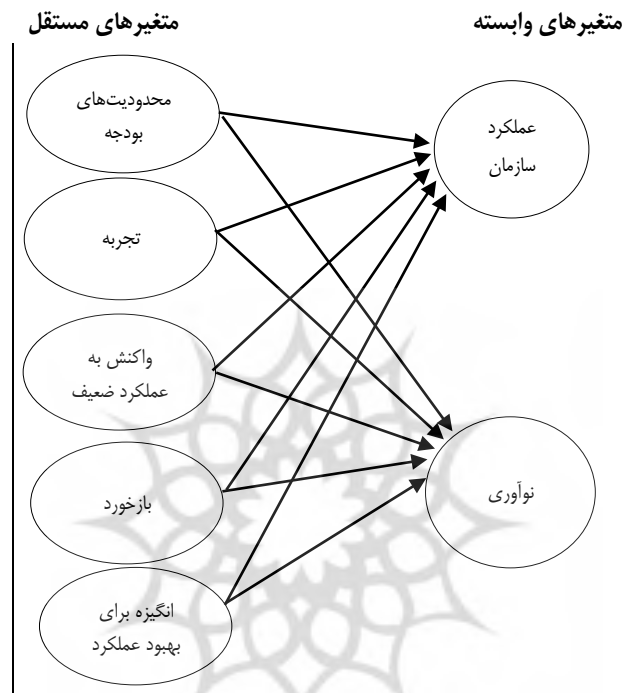 متغیرهای وابسته
متغیرهای مستقل
محدودیت‌های
بودجه
عملکرد
سازمان
تجربه
واکنش به
عملکرد ضعیف
بازخورد
نوآوری
انگیزه برای
بهبود عملکرد